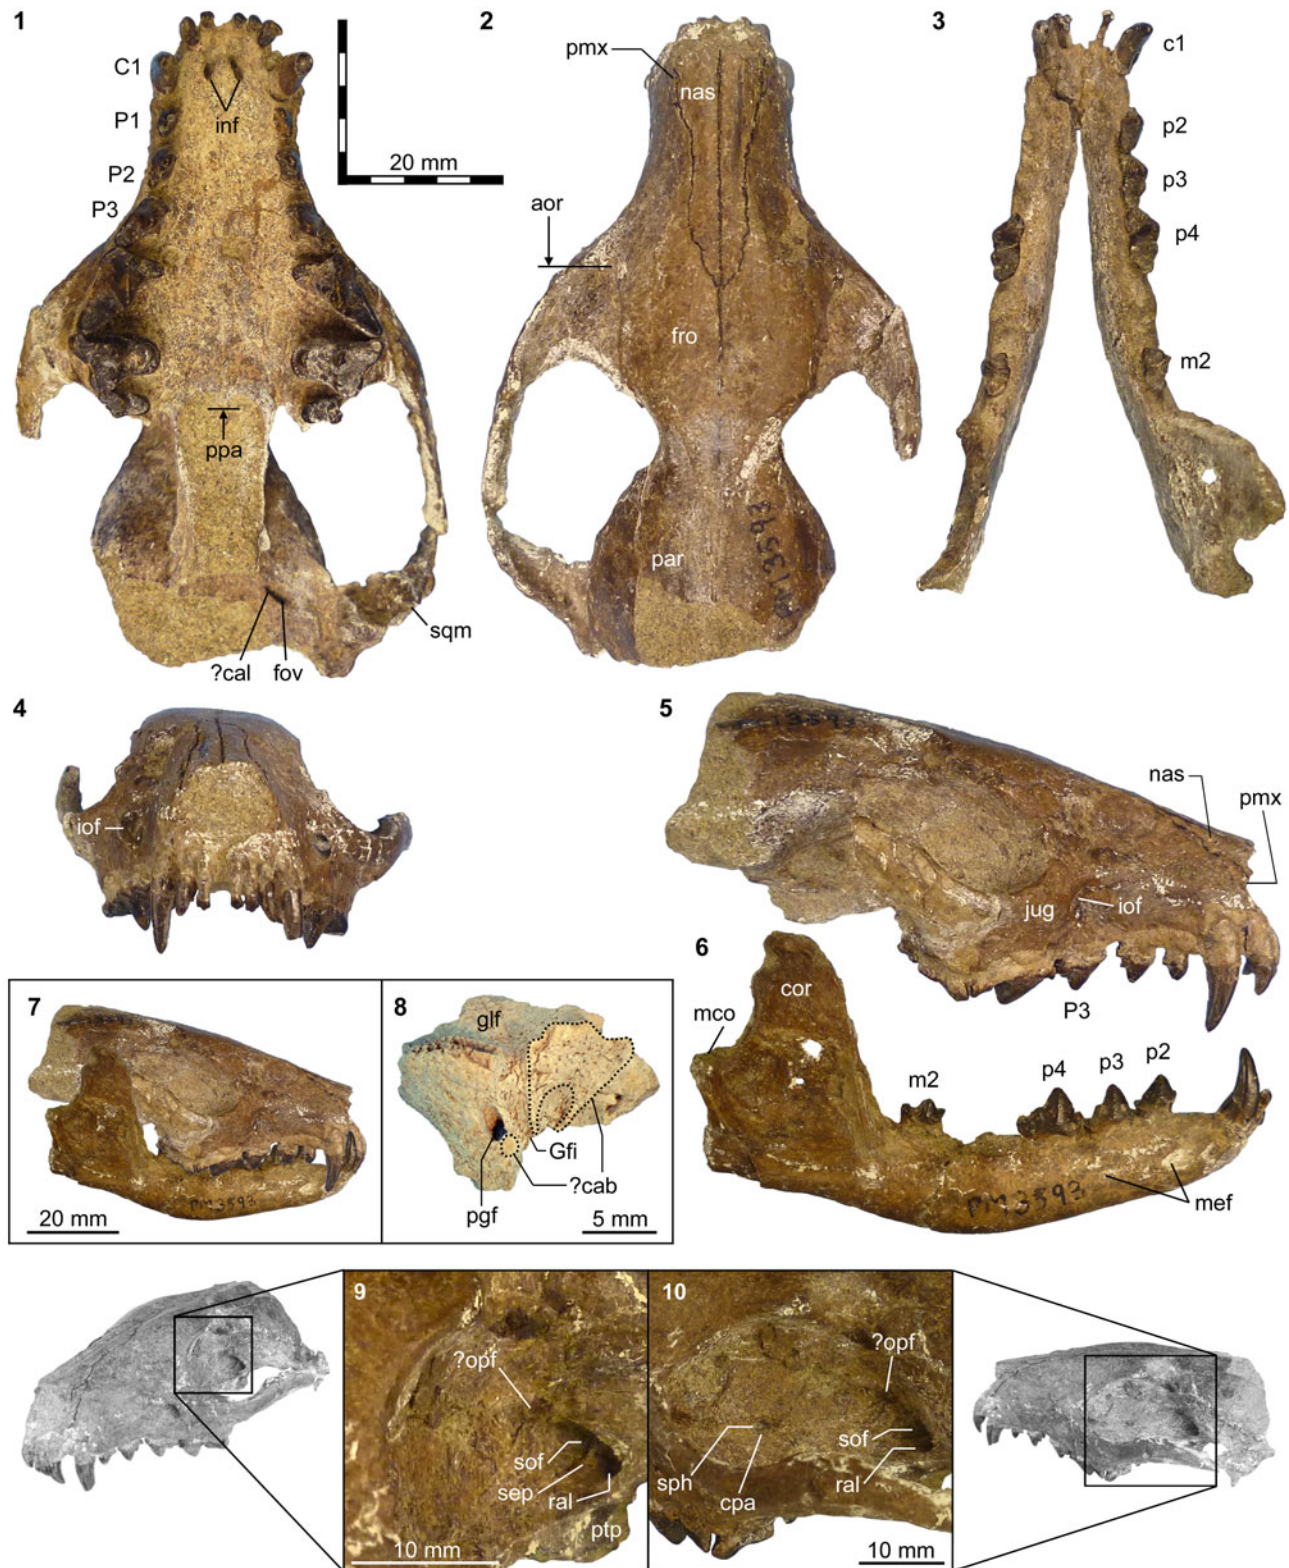 1
C1
P1
P2
P3
inf
ppa
?cal
fov
sqm
20 mm
2
pmx
nas
aor
fro
par
3593
3
c1
p2
p3
p4
m2
4
iof
5
13593
nas
pmx
jug
iof
P3
6
cor
mco
m2
p4
p3
p2
PM3593
mef
7
20 mm
8
glf
Gfi
?cab
pgf
5 mm
9
?opf
sof
sep
ral
ptp
10 mm
10
?opf
sof
ral
sph
cpa
10 mm